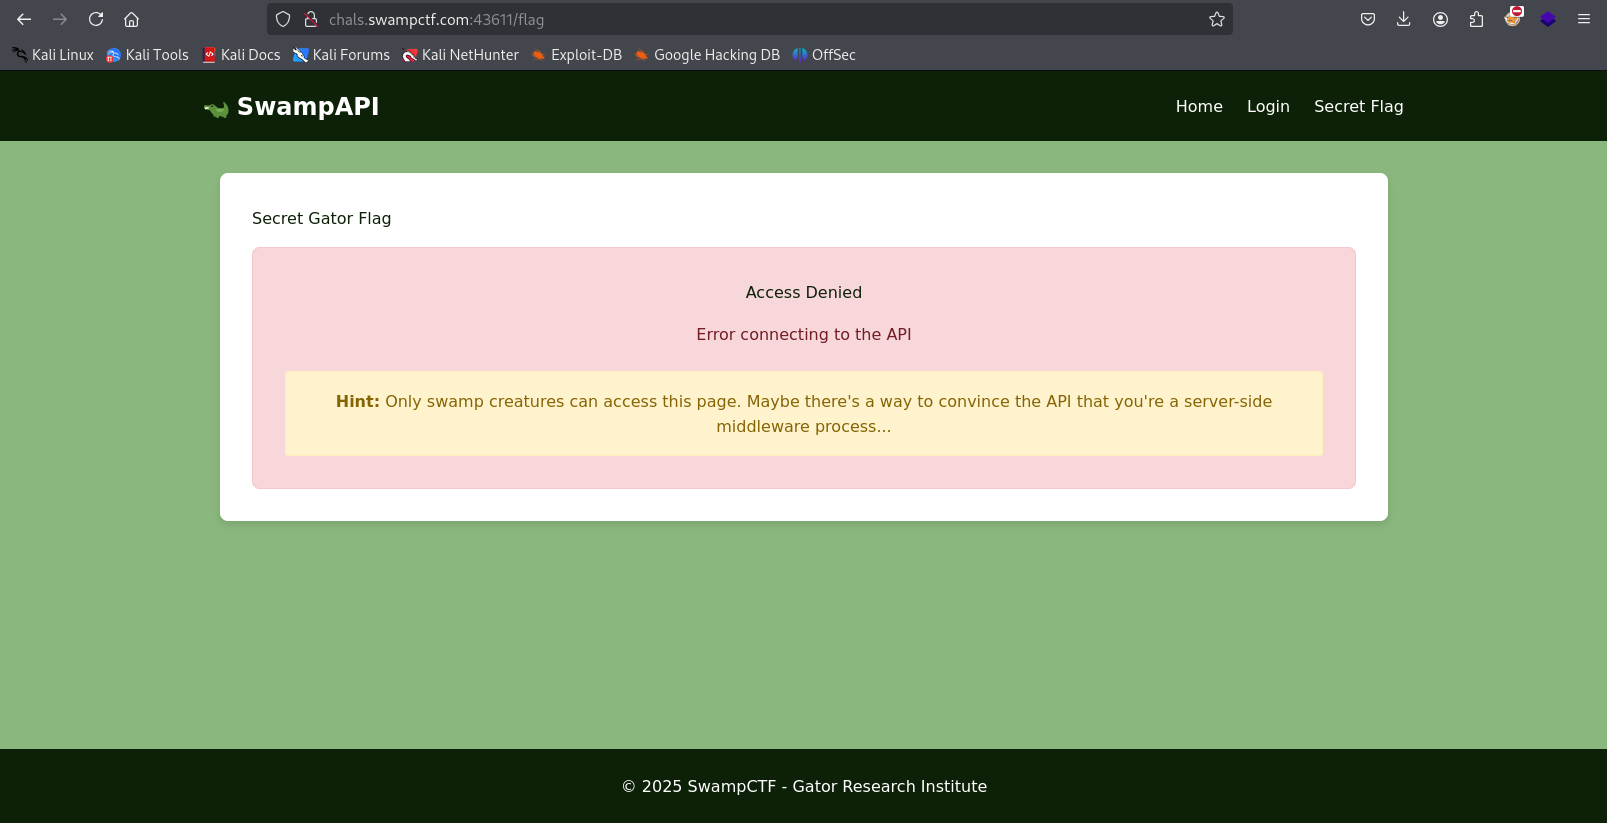 chals.swampctf.com:43611/flag
Kali Linux Kali Tools Kali Docs Kali Forums Kali NetHunter Exploit-DB Google Hacking DB OffSec
SwampAPI Home Login Secret Flag
Secret Gator Flag
Access Denied
Error connecting to the API
Hint: Only swamp creatures can access this page. Maybe there's a way to convince the API that you're a server-side
middleware process...
© 2025 SwampCTF - Gator Research Institute